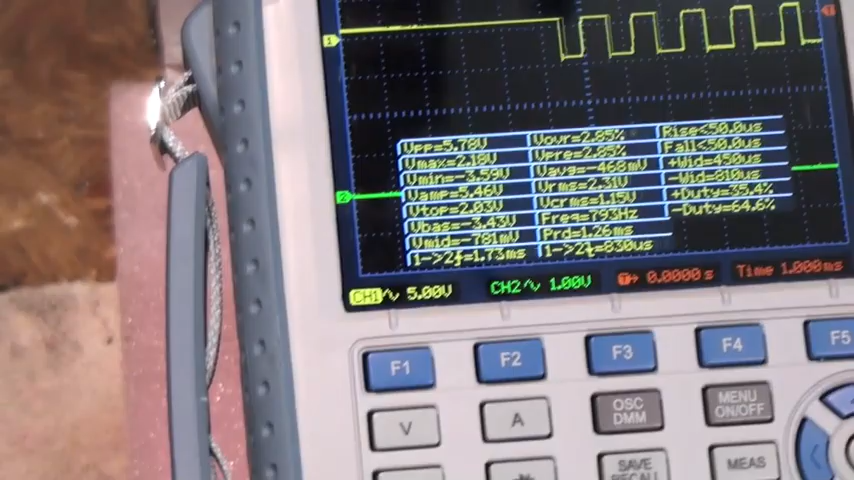 1
T
Vpp=5.78V Vovr=2.85% Rise<50.0us
Vmax=2.18V Vpre=2.85% Fall<50.0us
Vmin=-3.59V Vavg=-468mV +Wid=450us
Vamp=5.46V Vrms=2.31V -Wid=810us
Vtop=2.03V Vcrms=1.15V +Duty=35.4%
Vbas=-3.43V Freq=793Hz -Duty=64.6%
Vmid=-781mV Prd=1.26ms
1->2=1.73ms 1->2=830us
2
CH1 5.00V CH2 1.00V T 0.0000s Time 1.000ms
F1 F2 F3 F4 F5
V A OSC DMM MENU ON/OFF
SAVE RECALL MEAS